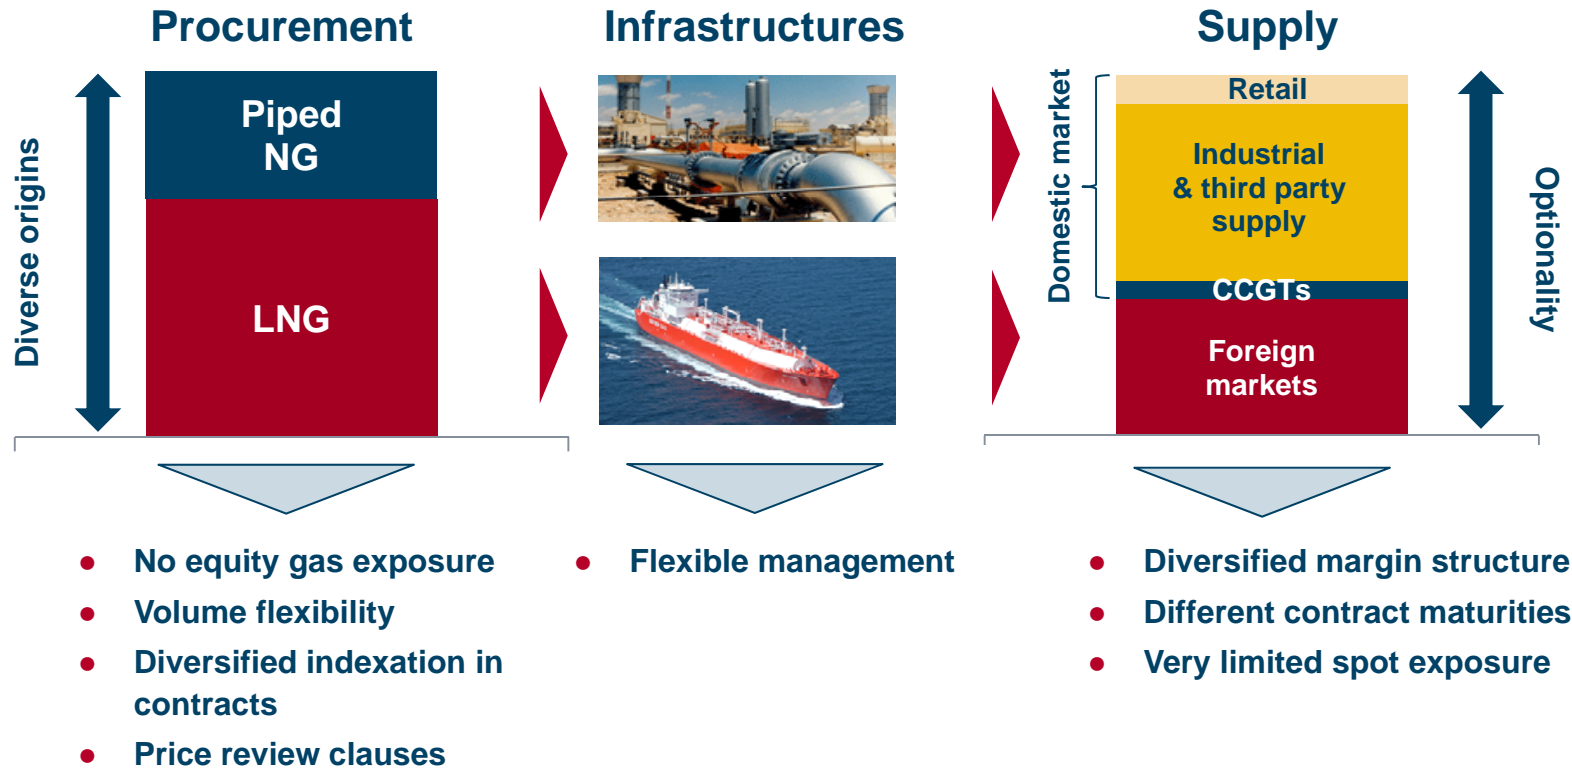 Procurement
Infrastructures
Supply
Diverse origins
Piped
NG
LNG
Domestic market
Retail
Industrial
& third party
supply
CCGTs
Foreign
markets
Optionality
● No equity gas exposure
● Volume flexibility
● Diversified indexation in
contracts
● Price review clauses
● Flexible management
● Diversified margin structure
● Different contract maturities
● Very limited spot exposure